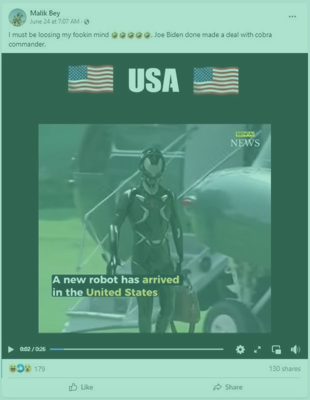 Malik Bey
June 24 at 7:07 AM ·
I must be loosing my fookin mind 🤣🤣🤣🤣🤣. Joe Biden done made a deal with cobra
commander.
USA
NEWS
A new robot has arrived
in the United States
0:02 / 0:26
179
130 shares
Like
Share